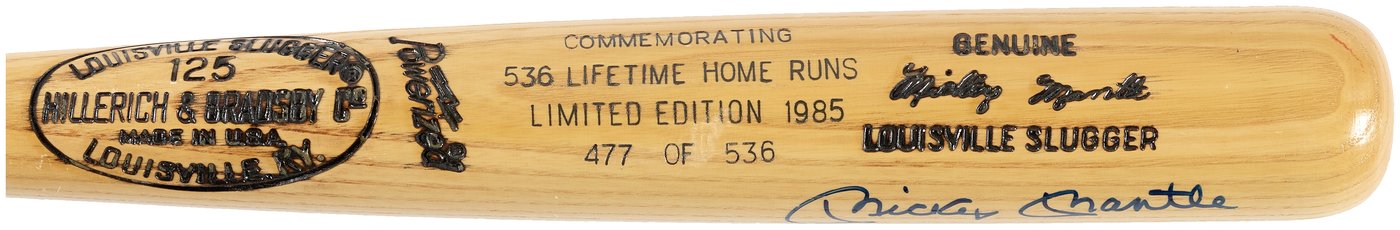 LOUISVILLE SLUGGER®
125
HILLERICH & BRADSBY Cº
MADE IN U.S.A.
LOUISVILLE, KY.
Powerized
COMMEMORATING
536 LIFETIME HOME RUNS
LIMITED EDITION 1985
477 OF 536
GENUINE
Mickey Mantle
LOUISVILLE SLUGGER
Mickey Mantle